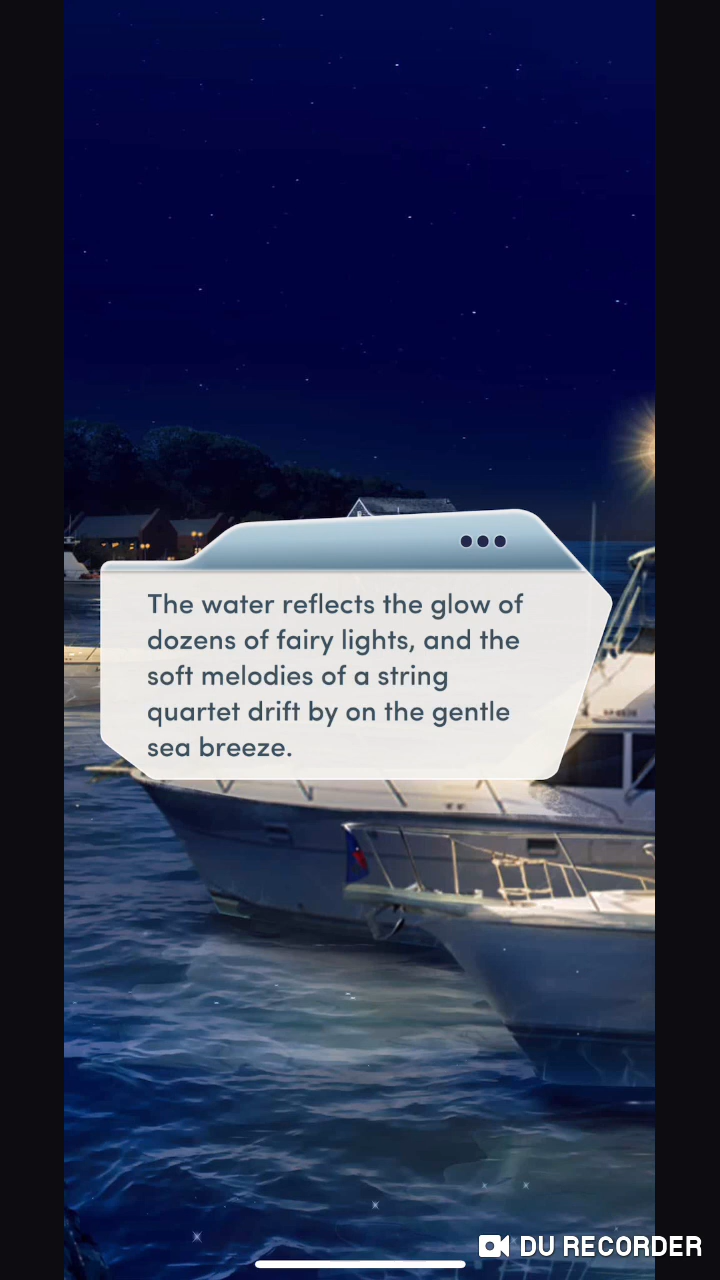 The water reflects the glow of
dozens of fairy lights, and the
soft melodies of a string
quartet drift by on the gentle
sea breeze.
DU RECORDER